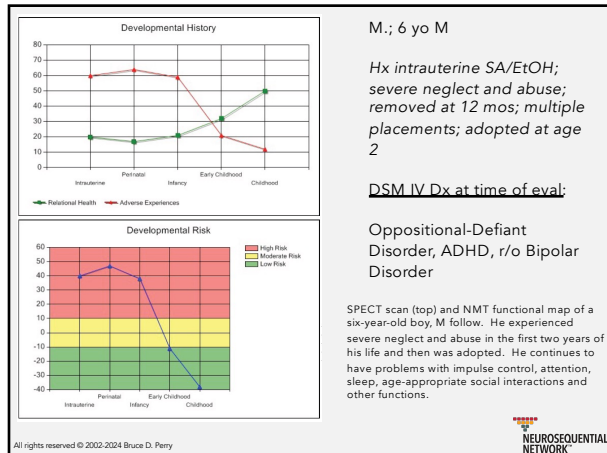 Developmental History
80
70
60
50
40
30
20
10
0
Intrauterine
Perinatal
Infancy
Early Childhood
Childhood
Relational Health
Adverse Experiences
Developmental Risk
60
50
40
30
20
10
0
-10
-20
-30
-40
High Risk
Moderate Risk
Low Risk
Intrauterine
Perinatal
Infancy
Early Childhood
Childhood
M.; 6 yo M
Hx intrauterine SA/EtOH;
severe neglect and abuse;
removed at 12 mos; multiple
placements; adopted at age
2
DSM IV Dx at time of eval:
Oppositional-Defiant
Disorder, ADHD, r/o Bipolar
Disorder
SPECT scan (top) and NMT functional map of a
six-year-old boy, M follow. He experienced
severe neglect and abuse in the first two years of
his life and then was adopted. He continues to
have problems with impulse control, attention,
sleep, age-appropriate social interactions and
other functions.
All rights reserved © 2002-2024 Bruce D. Perry
NEUROSEQUENTIAL
NETWORK™